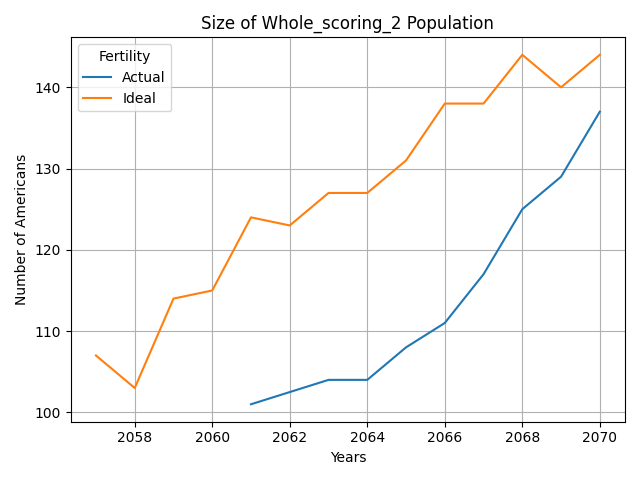 Size of Whole_scoring_2 Population
Fertility
Actual
Ideal
Number of Americans
140
130
120
110
100
2058 2060 2062 2064 2066 2068 2070
Years